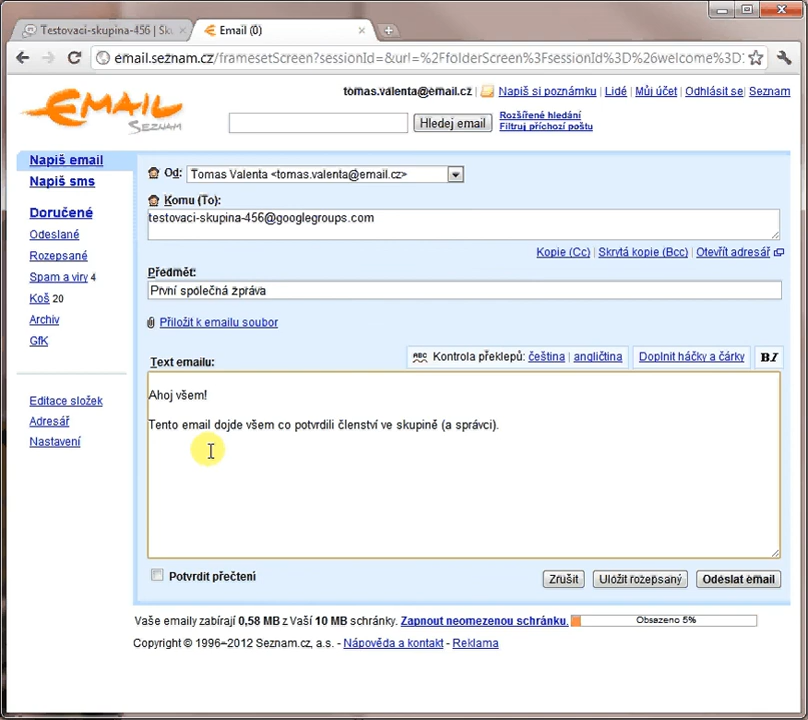 Testovaci-skupina-456 | Sk
Email (0)
email.seznam.cz/framesetScreen?sessionId=&url=%2FfolderScreen%3FsessionId%3D%26welcome%3D
tomas.valenta@email.cz
Napiš si poznámku | Lidé | Můj účet | Odhlásit se | Seznam
EMAIL
SEZNAM
Hledej email
Rozšířené hledání
Filtruj příchozí poštu
Napiš email
Napiš sms
Doručené
Odeslané
Rozepsané
Spam a viry 4
Koš 20
Archiv
GfK
Editace složek
Adresář
Nastavení
Od: Tomas Valenta <tomas.valenta@email.cz>
Komu (To):
testovaci-skupina-456@googlegroups.com
Kopie (Cc) | Skrytá kopie (Bcc) | Otevřít adresář
Předmět:
První společná zpráva
Přiložit k emailu soubor
Text emailu:
ABC Kontrola překlepů: čeština | angličtina
Doplnit háčky a čárky
B I
Ahoj všem!
Tento email dojde všem co potvrdili členství ve skupině (a správci).
Potvrdit přečtení
Zrušit
Uložit rozepsaný
Odeslat email
Vaše emaily zabírají 0,58 MB z Vaší 10 MB schránky. Zapnout neomezenou schránku.
Obsazeno 5%
Copyright © 1996–2012 Seznam.cz, a.s. - Nápověda a kontakt - Reklama